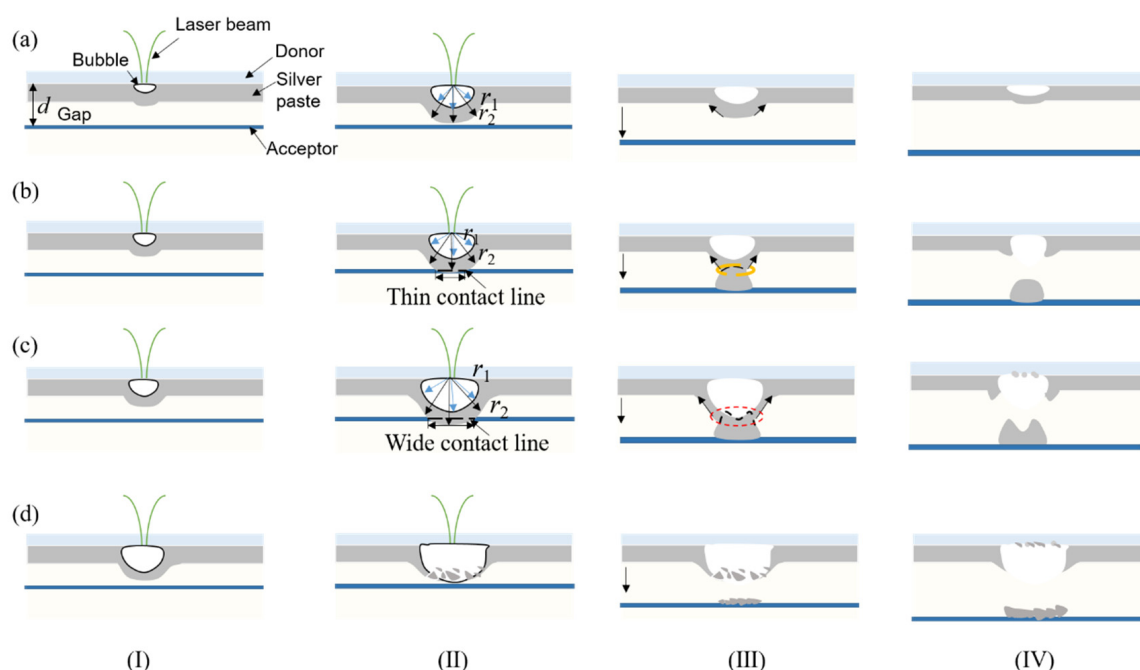 (a)
Laser beam
Donor
Bubble
Silver
paste
d
Gap
Acceptor
r1
r2
(b)
r1
r2
Thin contact line
(c)
r1
r2
Wide contact line
(d)
(I)
(II)
(III)
(IV)